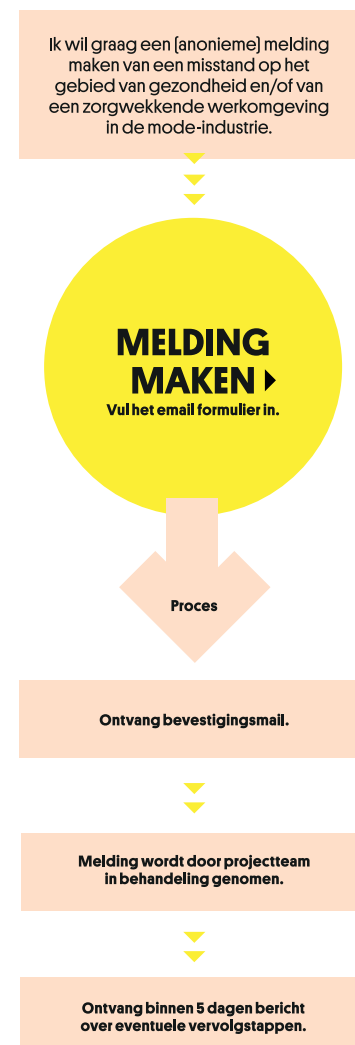 Ik wil graag een (anonieme) melding
maken van een misstand op het
gebied van gezondheid en/of van
een zorgwekkende werkomgeving
in de mode-industrie.
MELDING
MAKEN
Vul het email formulier in.
Proces
Ontvang bevestigingsmail.
Melding wordt door projectteam
in behandeling genomen.
Ontvang binnen 5 dagen bericht
over eventuele vervolgstappen.